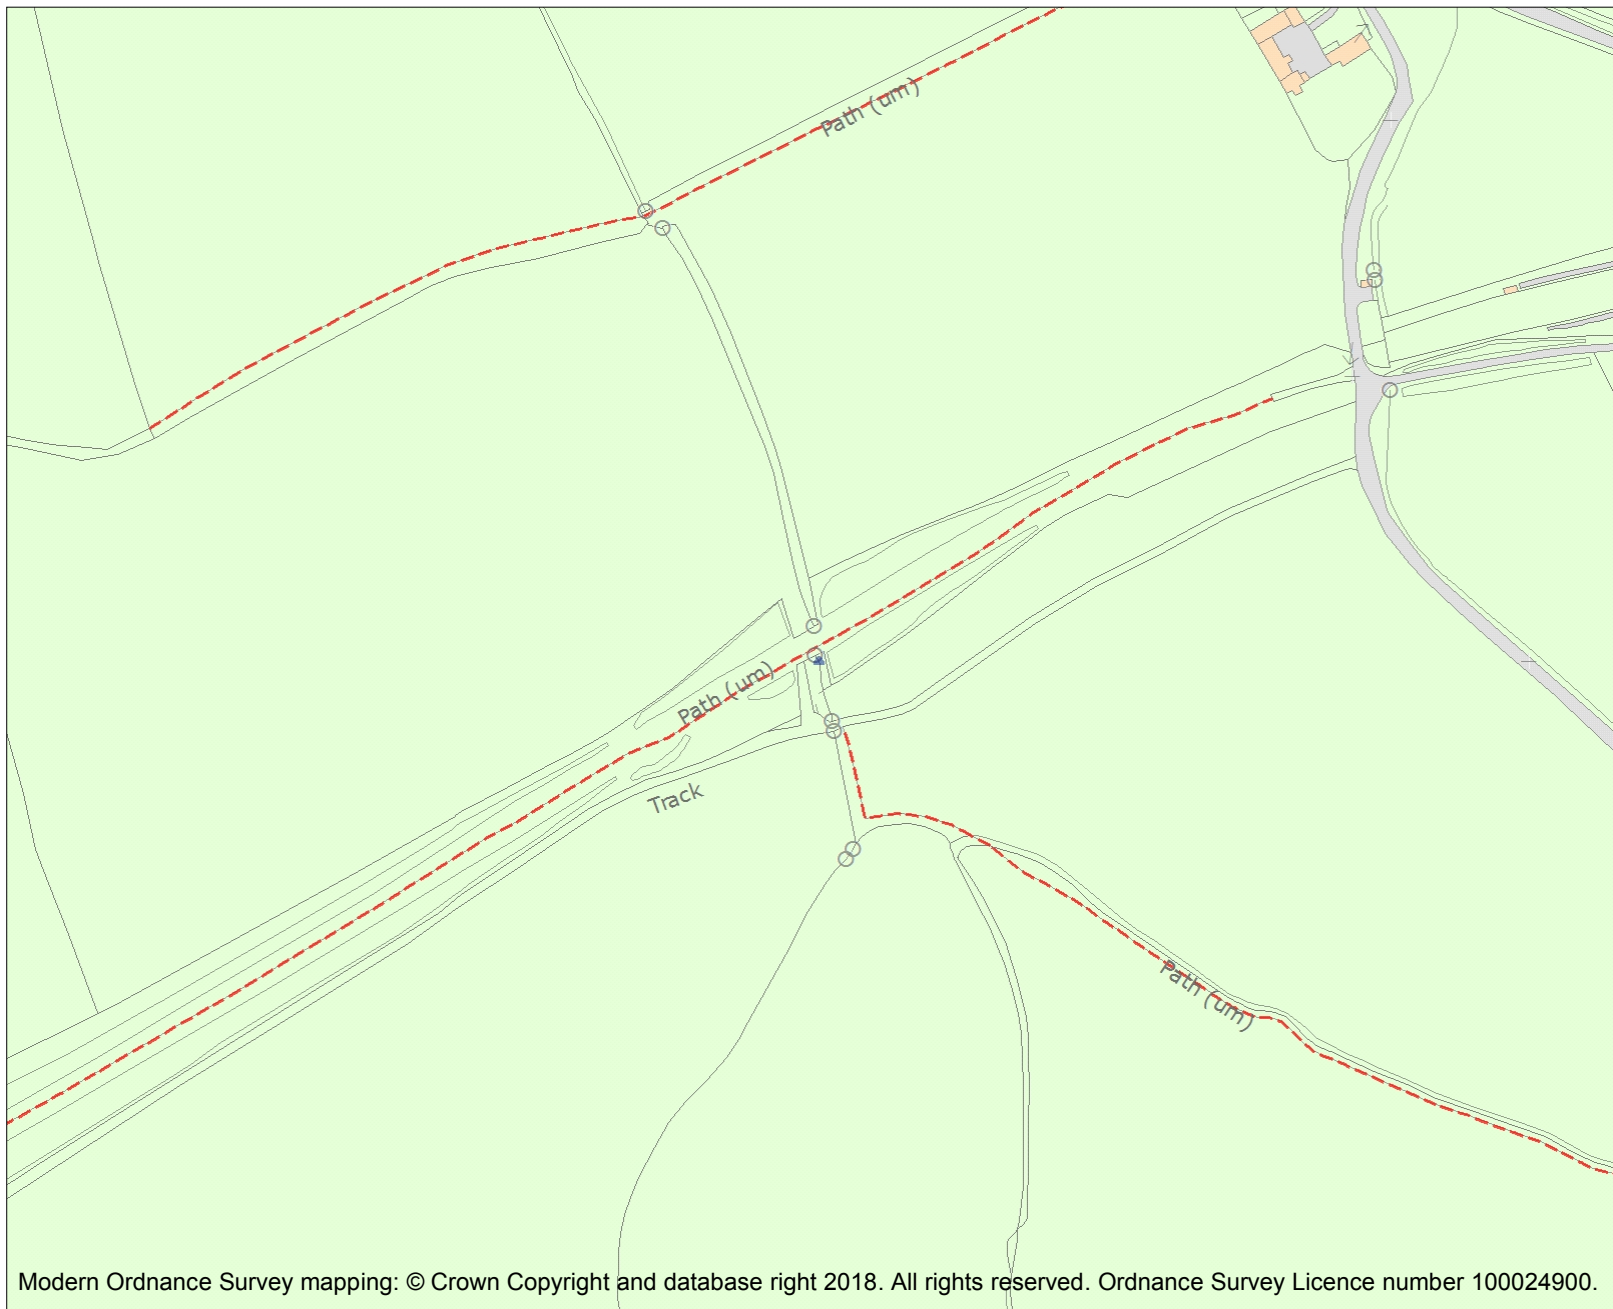 Path (um)
Path (um)
Track
Path (um)
Modern Ordnance Survey mapping: © Crown Copyright and database right 2018. All rights reserved. Ordnance Survey Licence number 100024900.